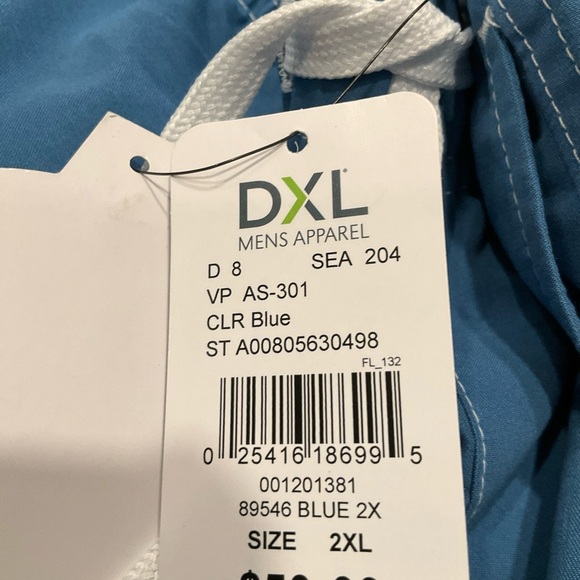 DXL
MENS APPAREL
D 8 SEA 204
VP AS-301
CLR Blue
ST A00805630498
FL_132
0 25416 18699 5
001201381
89546 BLUE 2X
SIZE 2XL